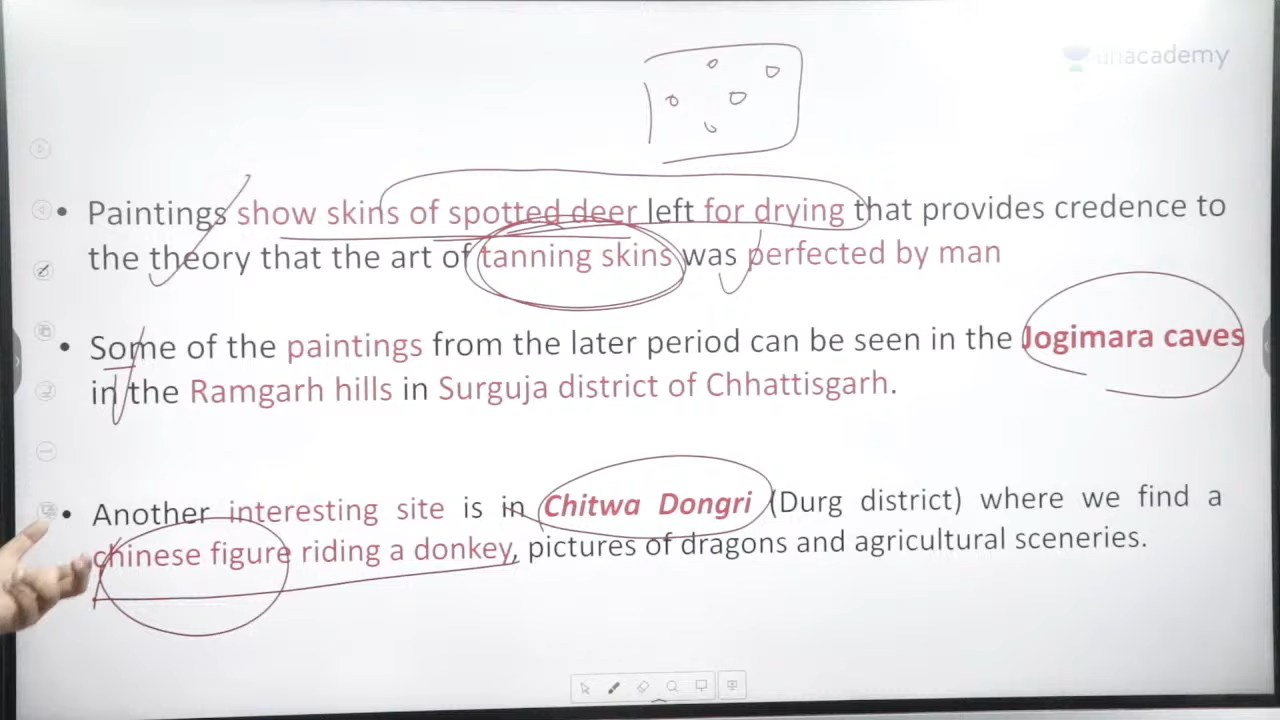 unacademy
• Paintings show skins of spotted deer left for drying that provides credence to
the theory that the art of tanning skins was perfected by man
• Some of the paintings from the later period can be seen in the Jogimara caves
in the Ramgarh hills in Surguja district of Chhattisgarh.
• Another interesting site is in Chitwa Dongri (Durg district) where we find a
chinese figure riding a donkey, pictures of dragons and agricultural sceneries.